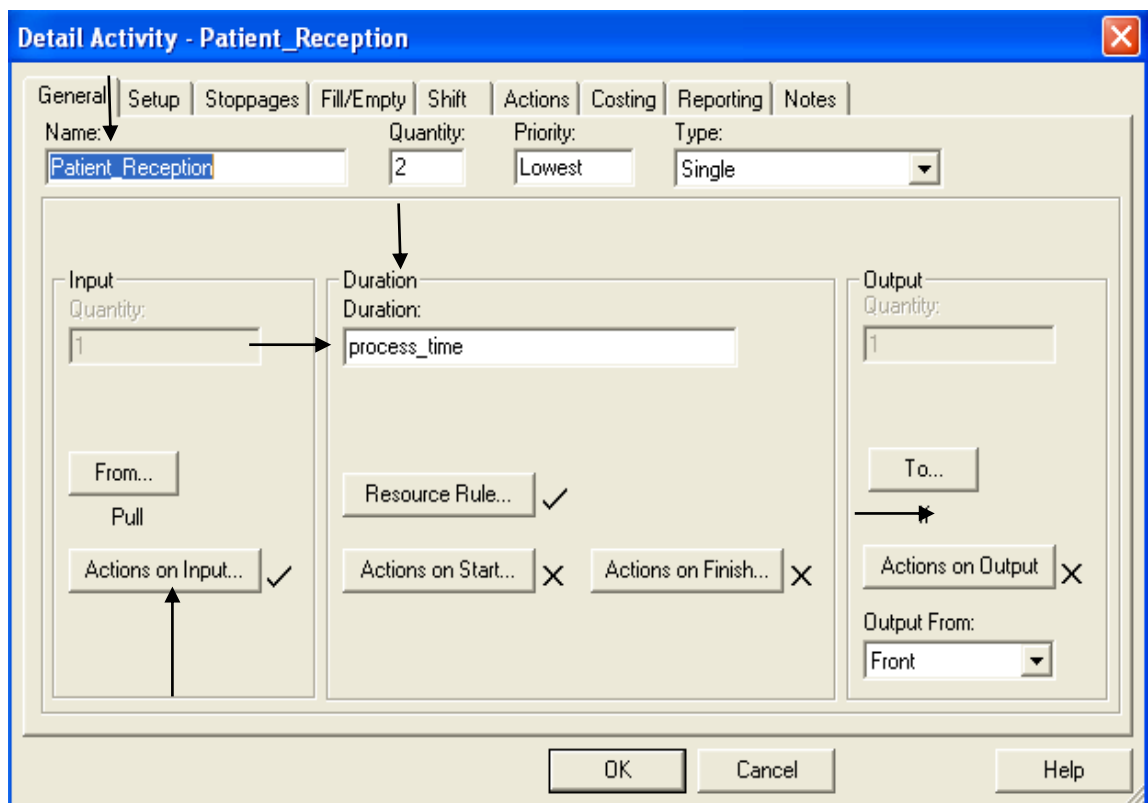 Detail Activity - Patient_Reception
General Setup Stoppages Fill/Empty Shift Actions Costing Reporting Notes
Name: Quantity: Priority: Type:
Patient_Reception 2 Lowest Single
Input Duration Output
Quantity: Duration: Quantity:
1 process_time 1
From... Resource Rule... To...
Pull
Actions on Input... Actions on Start... Actions on Finish... Actions on Output
Output From:
Front
OK Cancel Help